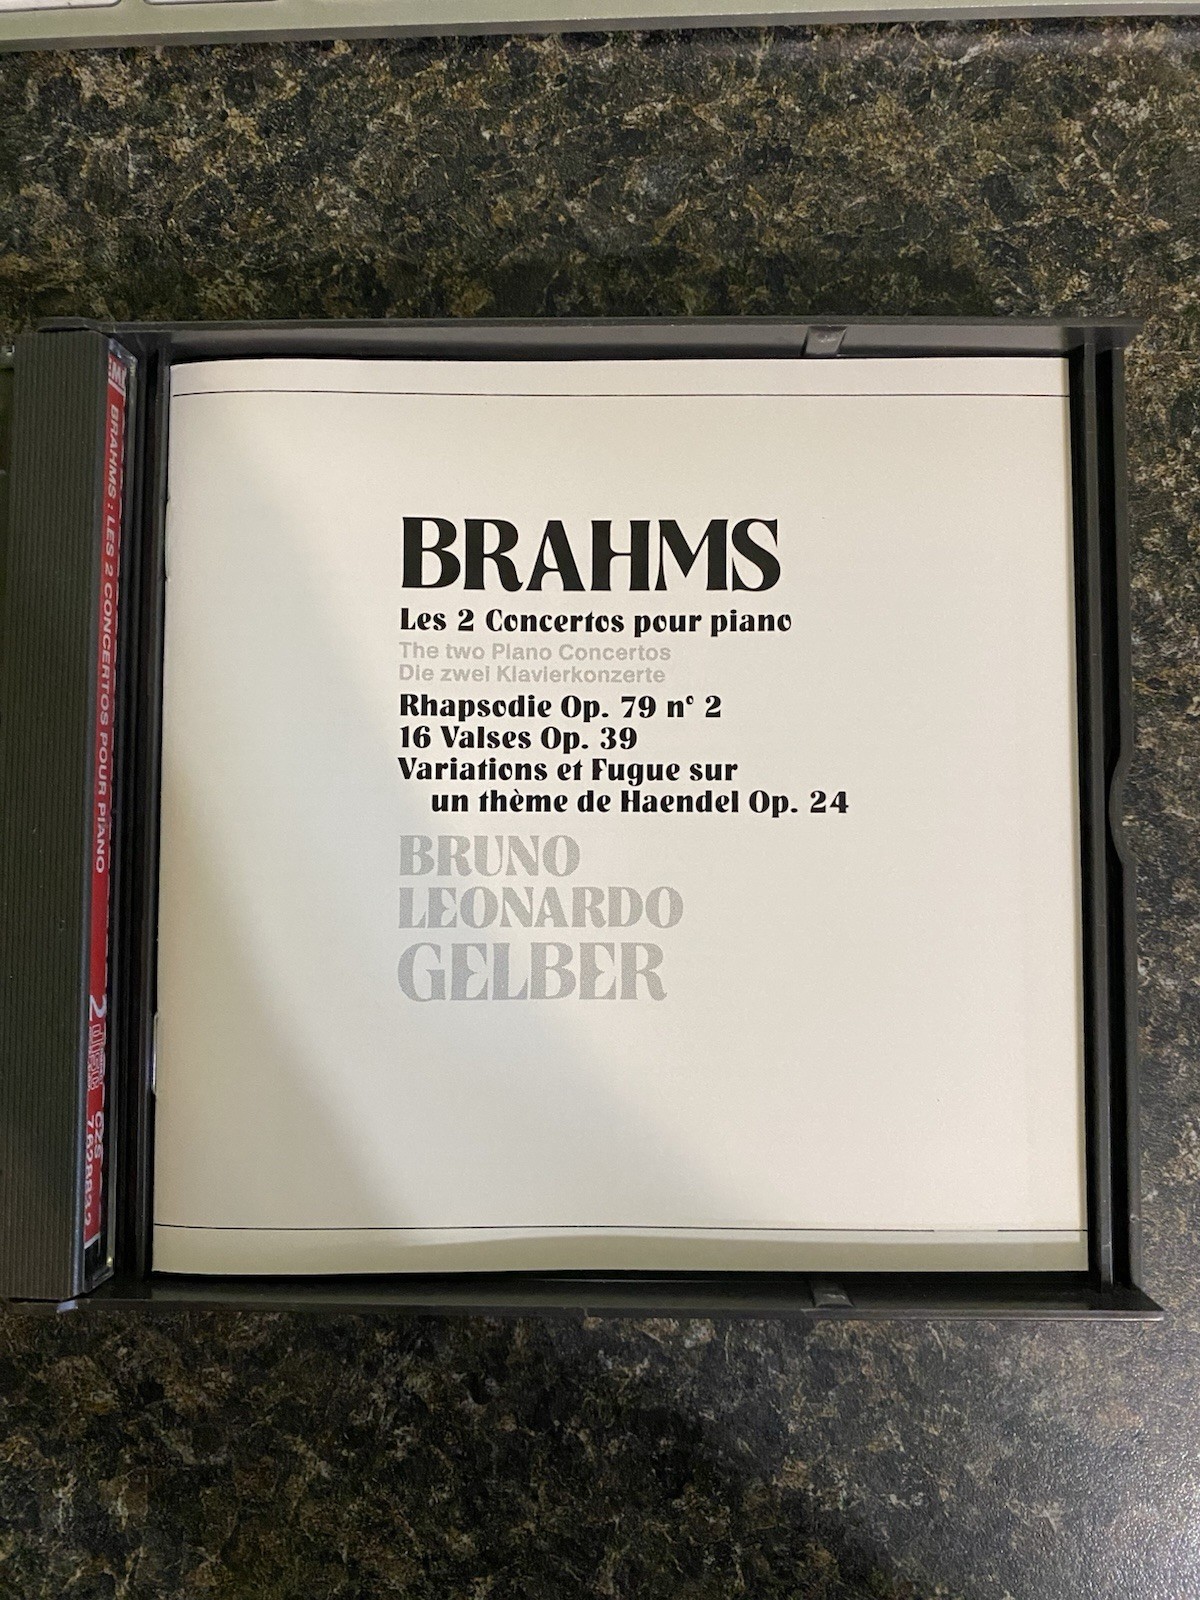 BRAHMS
Les 2 Concertos pour piano
The two Piano Concertos
Die zwei Klavierkonzerte
Rhapsodie Op. 79 n° 2
16 Valses Op. 39
Variations et Fugue sur
un thème de Haendel Op. 24
BRUNO
LEONARDO
GELBER
BRAHMS : LES 2 CONCERTOS POUR PIANO
2
CZS